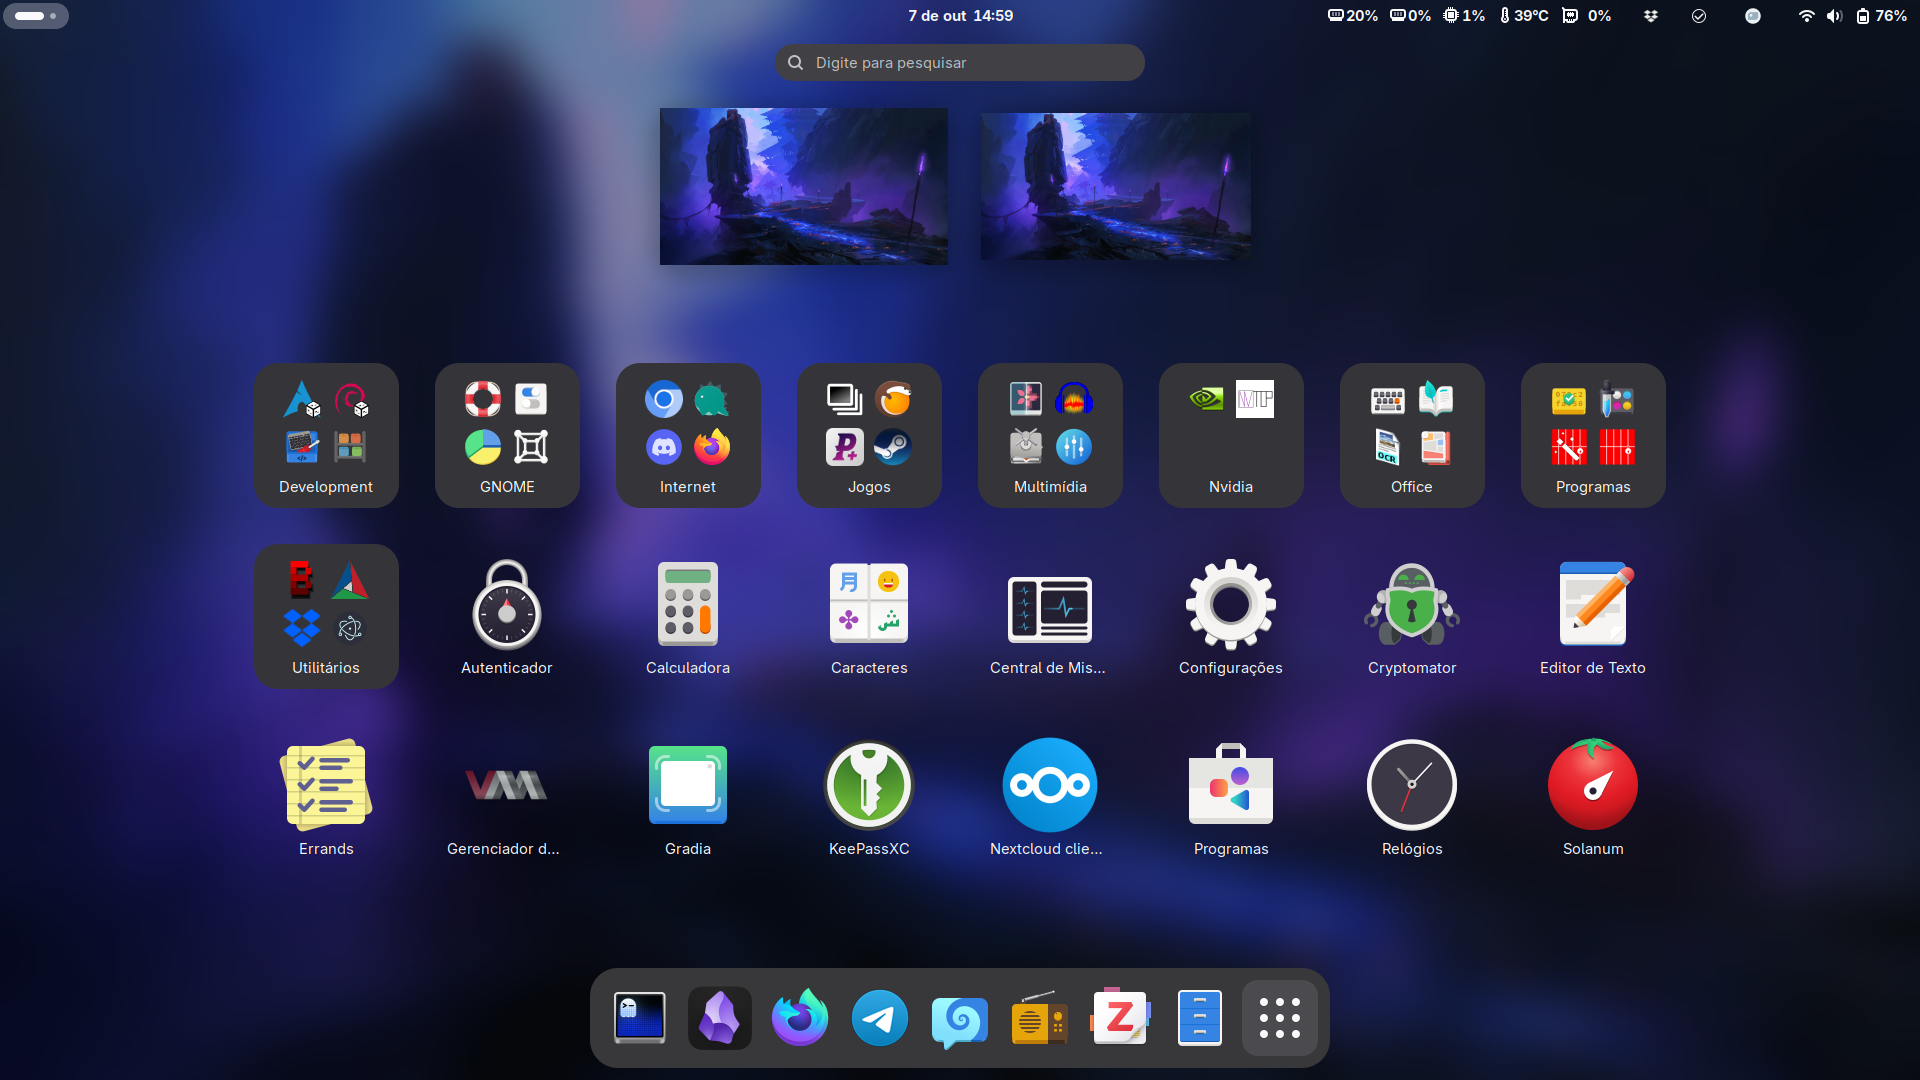 7 de out 14:59
20% 0% 1% 39°C 0% 76%
Digite para pesquisar
Development
GNOME
Internet
Jogos
Multimídia
Nvidia
Office
Programas
OCR
Utilitários
Autenticador
Calculadora
Caracteres
Central de Mis...
Configurações
Cryptomator
Editor de Texto
Errands
Gerenciador d...
Gradia
KeePassXC
Nextcloud clie...
Programas
Relógios
Solanum